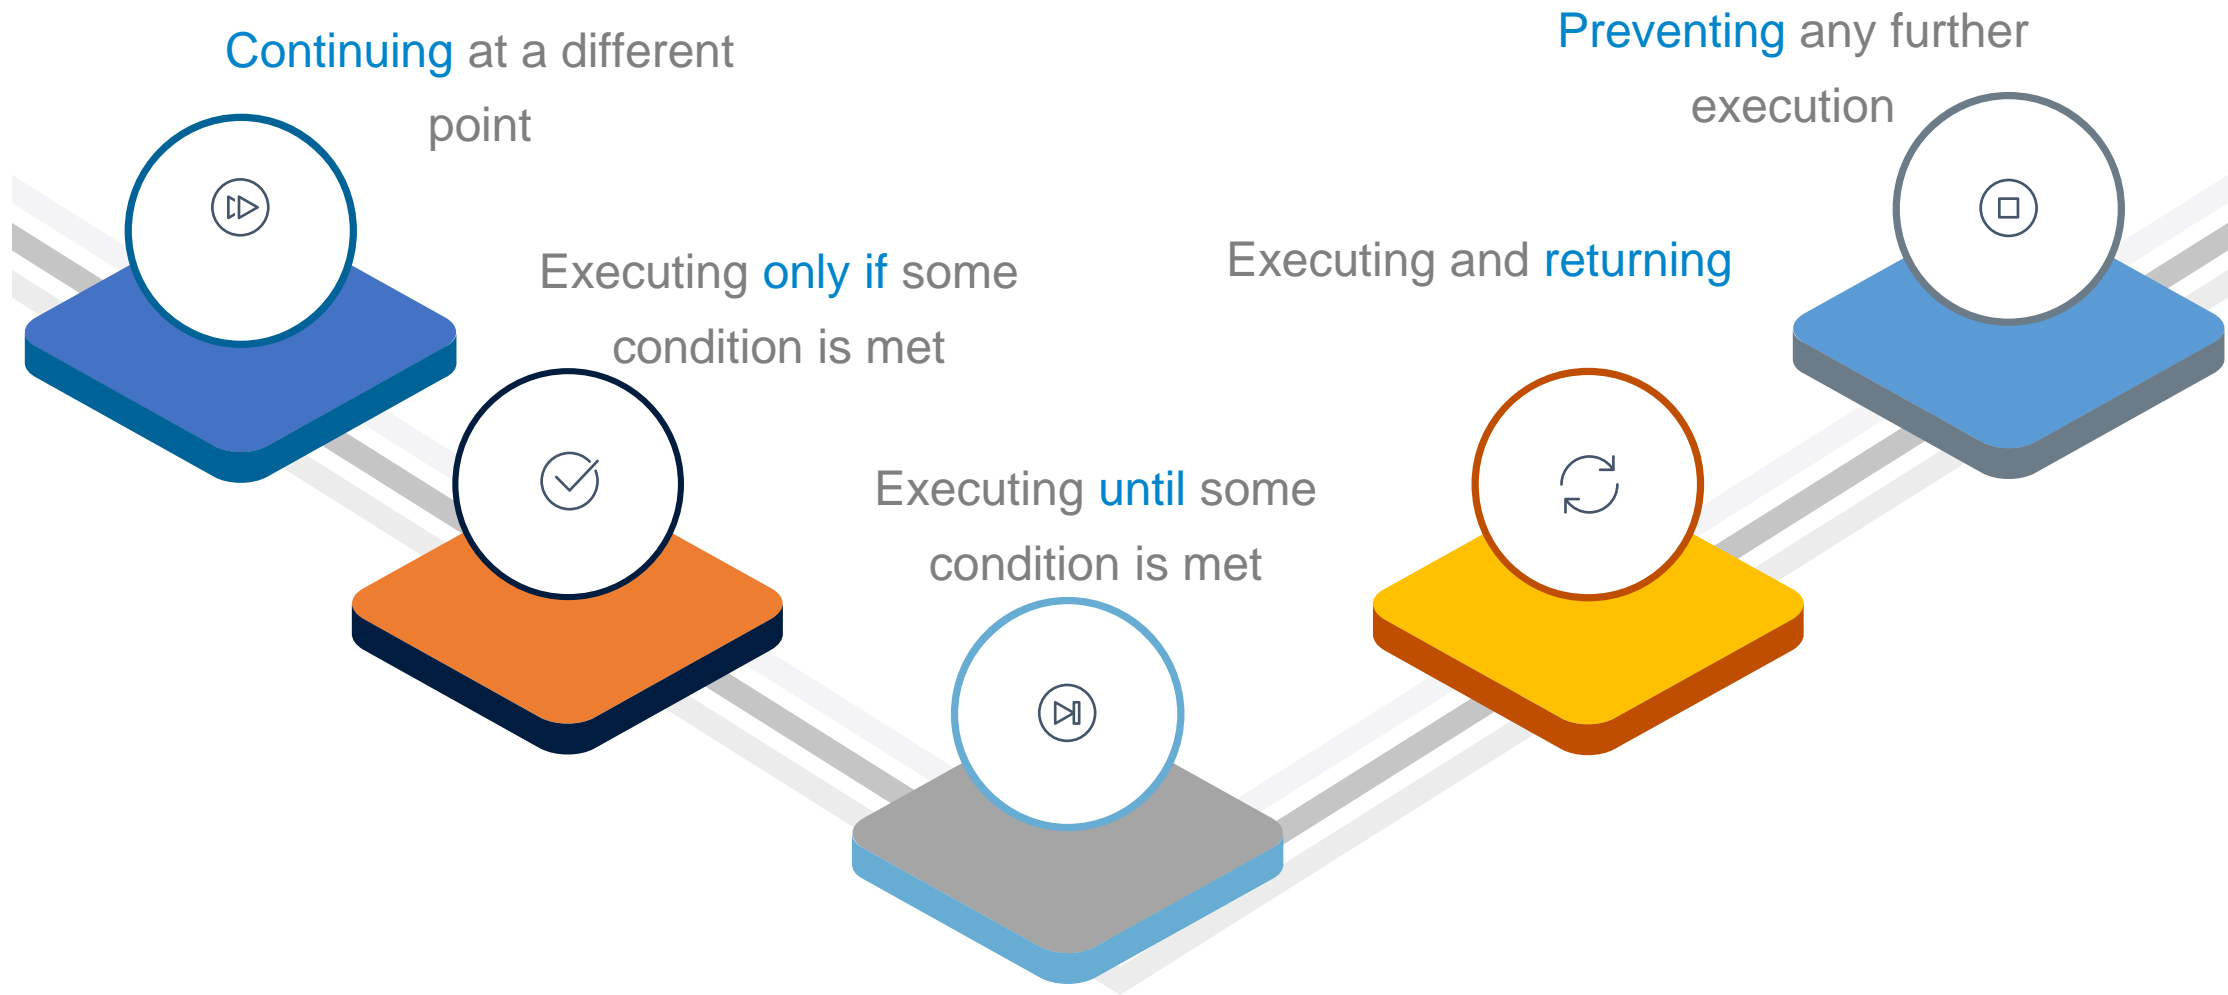 Continuing at a different
point
Executing only if some
condition is met
Executing until some
condition is met
Executing and returning
Preventing any further
execution